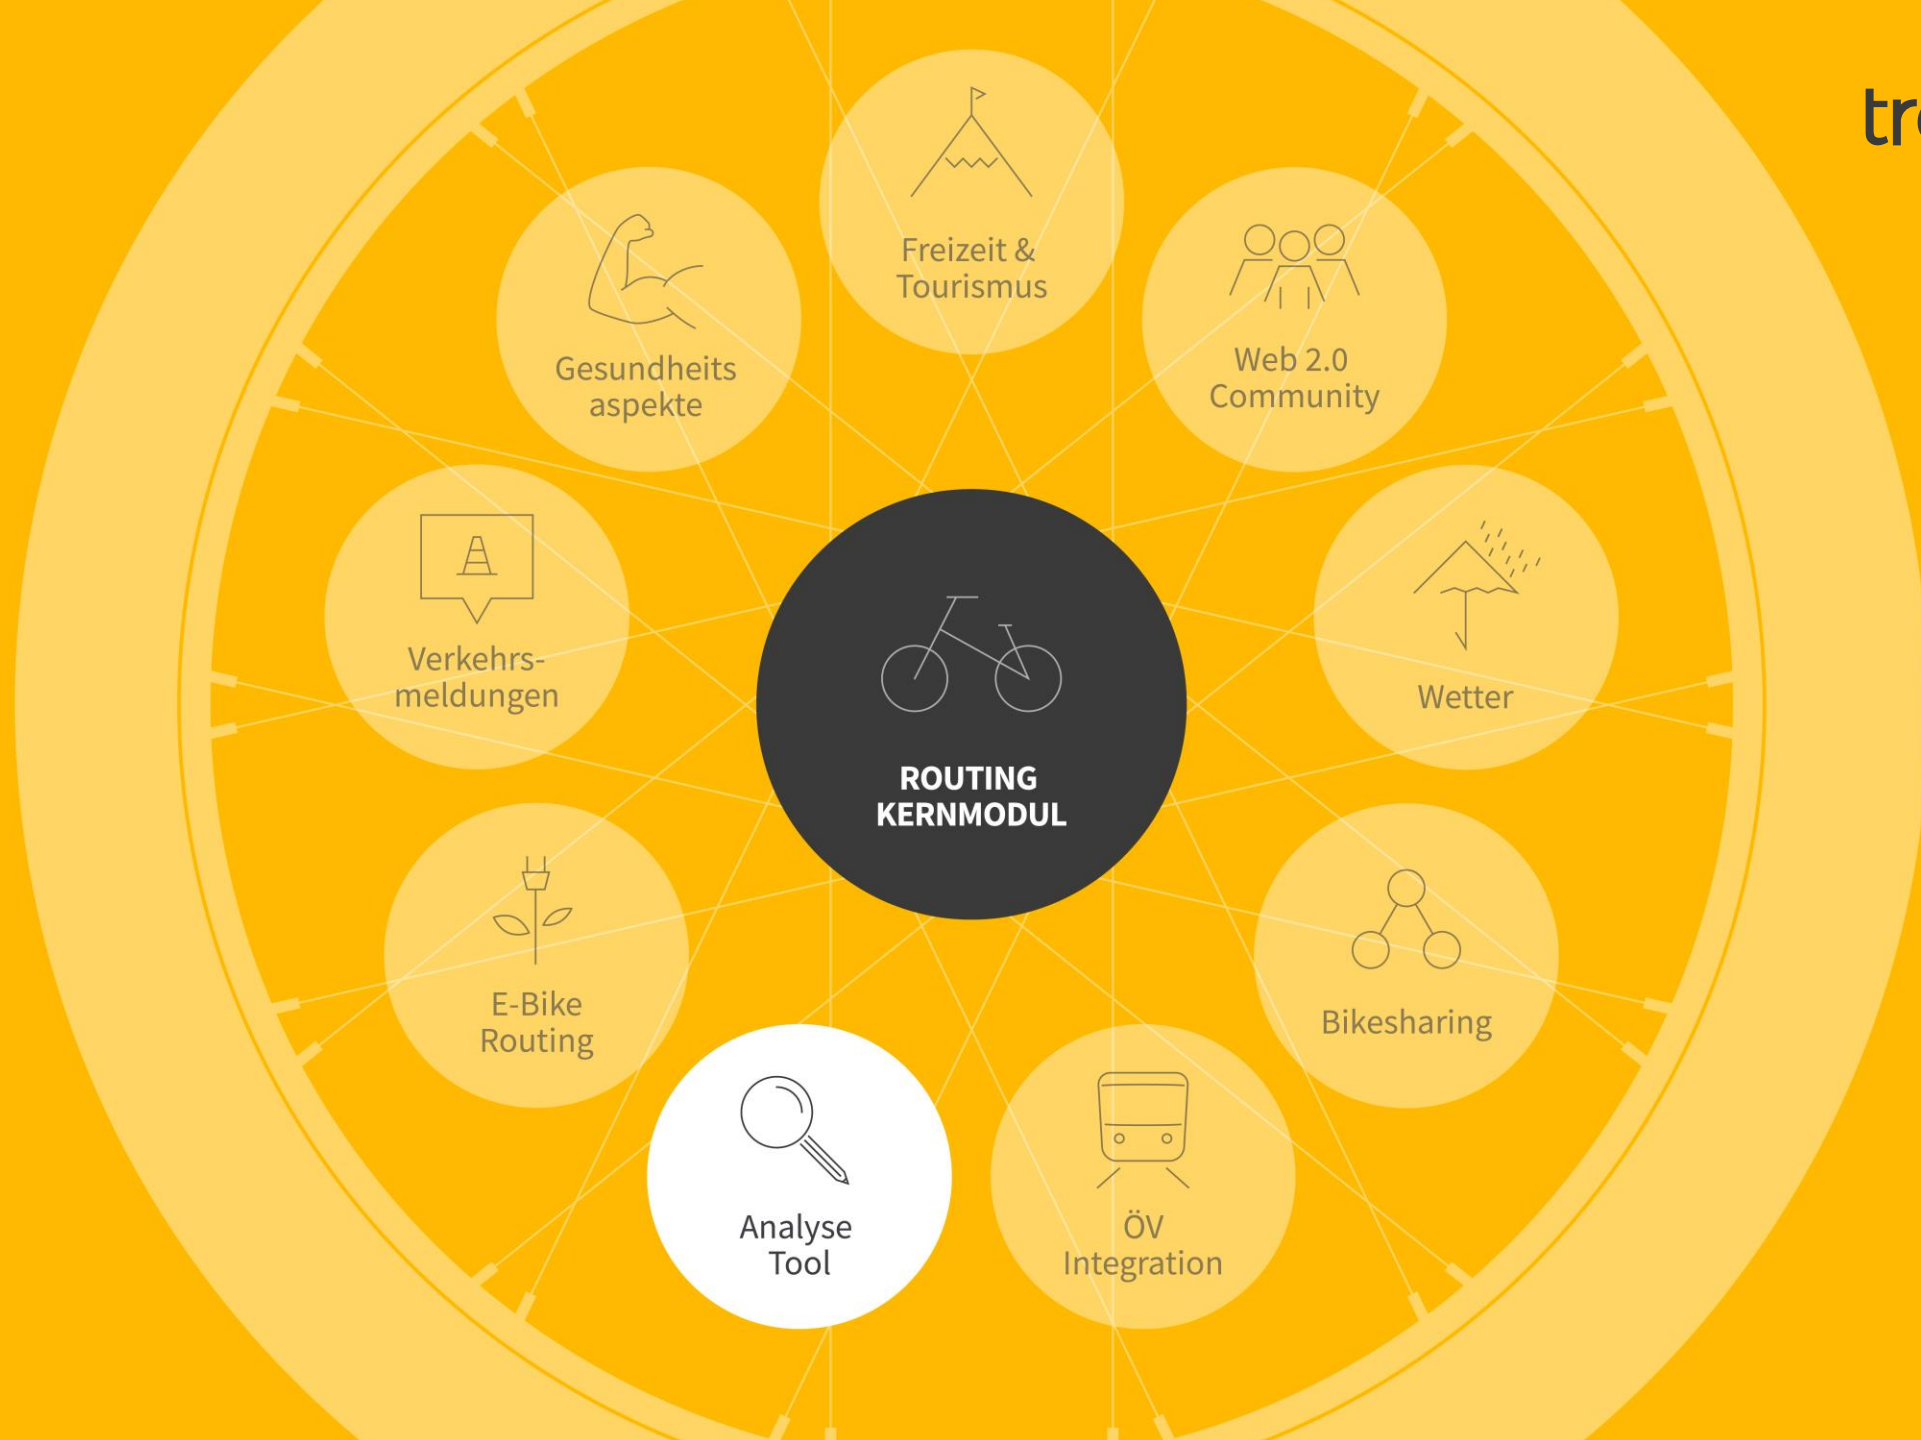 Freizeit &
Tourismus
Web 2.0
Community
Gesundheits
aspekte
Wetter
Verkehrs-
meldungen
ROUTING
KERNMODUL
Bikesharing
E-Bike
Routing
ÖV
Integration
Analyse
Tool